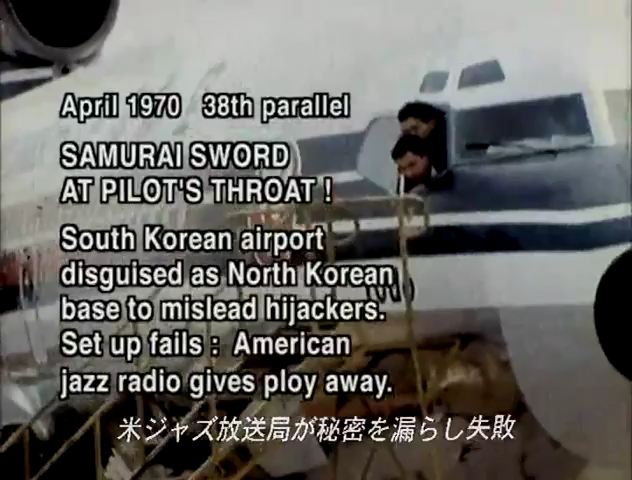 April 1970 38th parallel
SAMURAI SWORD
AT PILOT'S THROAT !
South Korean airport
disguised as North Korean
base to mislead hijackers.
Set up fails : American
jazz radio gives ploy away.
米ジャズ放送局が秘密を漏らし失敗